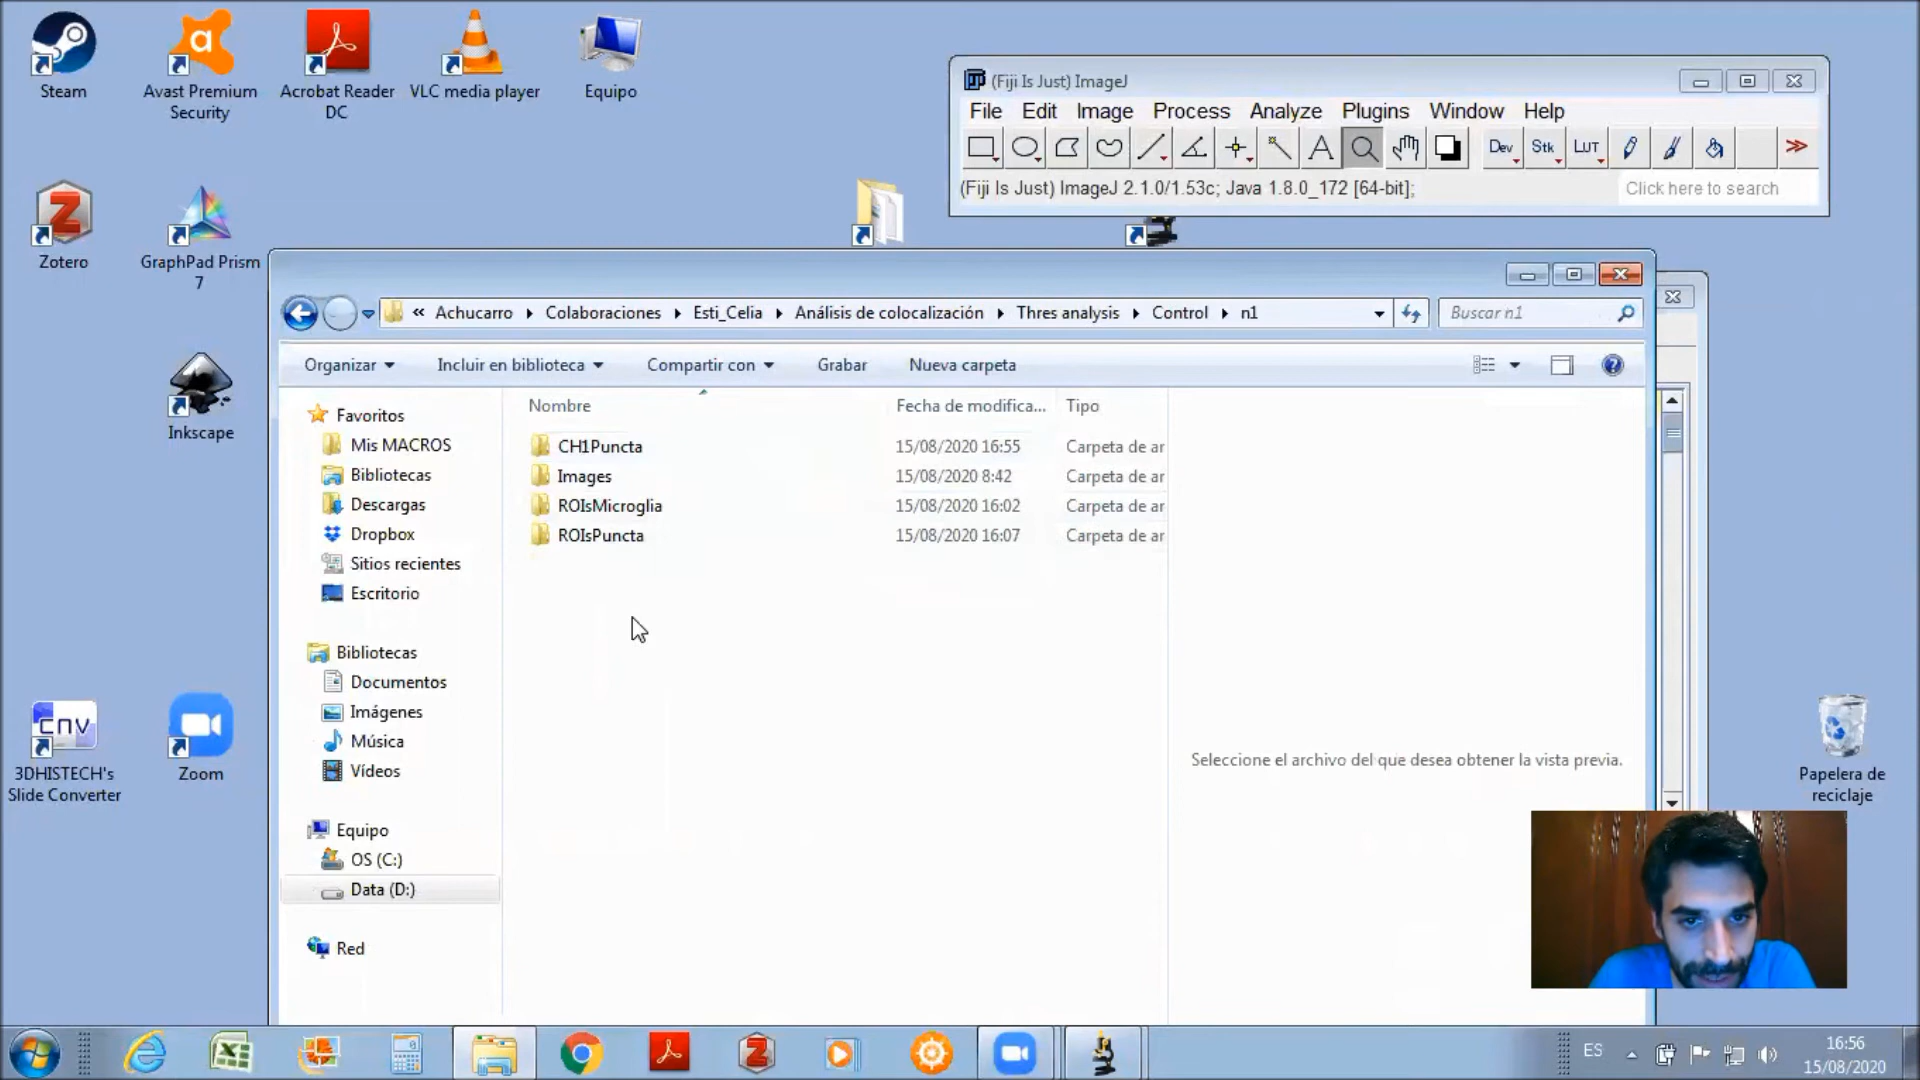 Steam
Avast Premium
Security
Acrobat Reader
DC
VLC media player
Equipo
(Fiji Is Just) ImageJ
File Edit Image Process Analyze Plugins Window Help
Dev Stk LUT
(Fiji Is Just) ImageJ 2.1.0/1.53c; Java 1.8.0_172 [64-bit];
Click here to search
Zotero
GraphPad Prism
7
Inkscape
CNV
3DHISTECH's
Slide Converter
Zoom
Papelera de
reciclaje
« Achucarro Colaboraciones Esti_Celia Análisis de colocalización Thres analysis Control n1
Buscar n1
Organizar Incluir en biblioteca Compartir con Grabar Nueva carpeta
Nombre Fecha de modifica... Tipo
CH1Puncta 15/08/2020 16:55 Carpeta de ar
Images 15/08/2020 8:42 Carpeta de ar
ROIsMicroglia 15/08/2020 16:02 Carpeta de ar
ROIsPuncta 15/08/2020 16:07 Carpeta de ar
Favoritos
Mis MACROS
Bibliotecas
Descargas
Dropbox
Sitios recientes
Escritorio
Bibliotecas
Documentos
Imágenes
Música
Vídeos
Equipo
OS (C:)
Data (D:)
Red
Seleccione el archivo del que desea obtener la vista previa.
ES
16:56
15/08/2020